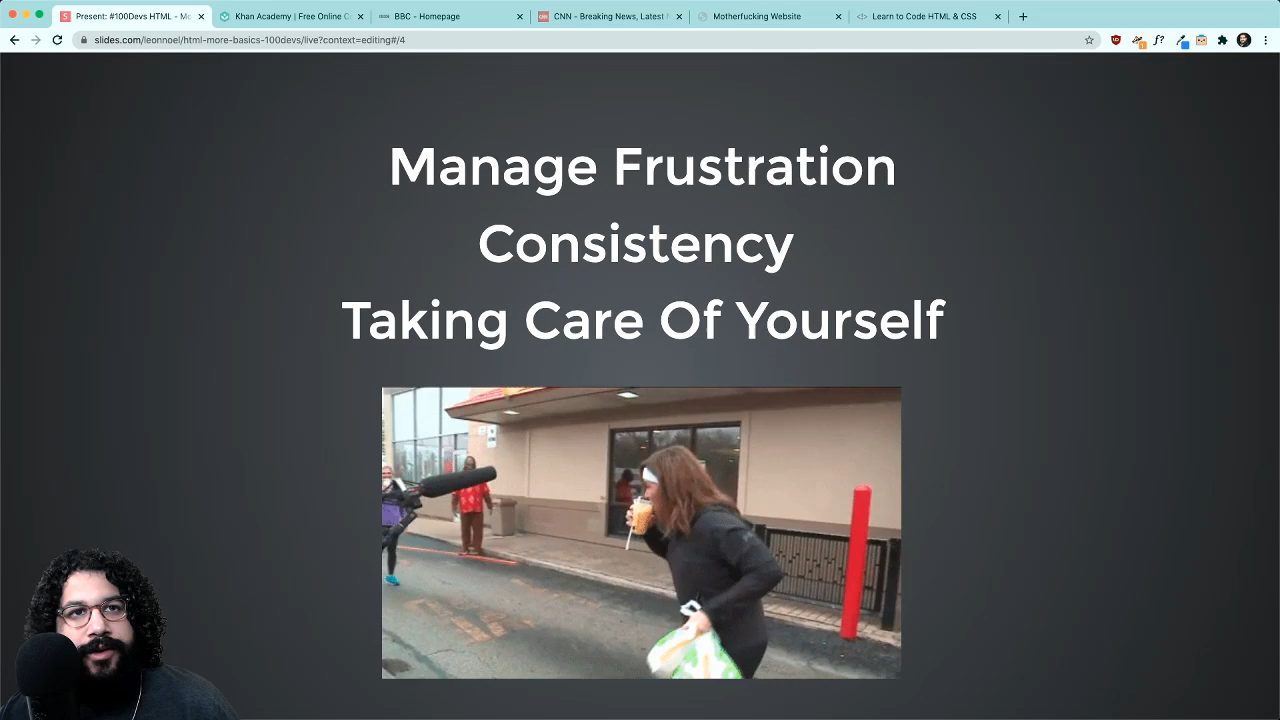 Present: #100Devs HTML - Mo
Khan Academy | Free Online C
BBC - Homepage
CNN - Breaking News, Latest N
Motherfucking Website
Learn to Code HTML & CSS
slides.com/leonnoel/html-more-basics-100devs/live?context=editing#/4
Manage Frustration
Consistency
Taking Care Of Yourself